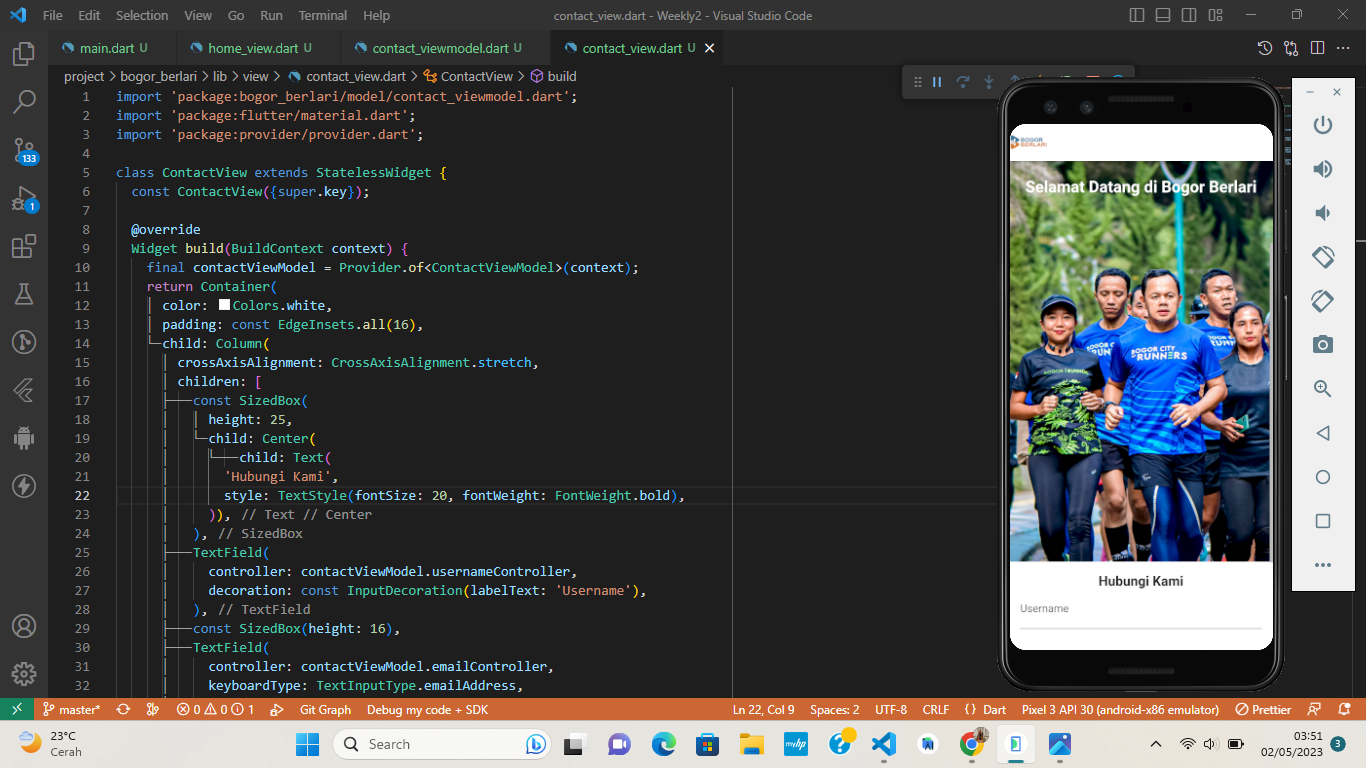 File Edit Selection View Go Run Terminal Help
contact_view.dart - Weekly2 - Visual Studio Code
main.dart U
home_view.dart U
contact_viewmodel.dart U
contact_view.dart U
project > bogor_berlari > lib > view > contact_view.dart > ContactView > build
1 import 'package:bogor_berlari/model/contact_viewmodel.dart';
2 import 'package:flutter/material.dart';
3 import 'package:provider/provider.dart';
4
5 class ContactView extends StatelessWidget {
6 const ContactView({super.key});
7
8 @override
9 Widget build(BuildContext context) {
10 final contactViewModel = Provider.of<ContactViewModel>(context);
11 return Container(
12 color: Colors.white,
13 padding: const EdgeInsets.all(16),
14 child: Column(
15 crossAxisAlignment: CrossAxisAlignment.stretch,
16 children: [
17 const SizedBox(
18 height: 25,
19 child: Center(
20 child: Text(
21 'Hubungi Kami',
22 style: TextStyle(fontSize: 20, fontWeight: FontWeight.bold),
23 )), // Text // Center
24 ), // SizedBox
25 TextField(
26 controller: contactViewModel.usernameController,
27 decoration: const InputDecoration(labelText: 'Username'),
28 ), // TextField
29 const SizedBox(height: 16),
30 TextField(
31 controller: contactViewModel.emailController,
32 keyboardType: TextInputType.emailAddress,
133
1
BOGOR
BERLARI
Selamat Datang di Bogor Berlari
BOGOR CITY
RUNNERS
BOGOR RUNNERS
Hubungi Kami
Username
master* 0 0 1 Git Graph Debug my code + SDK
Ln 22, Col 9 Spaces: 2 UTF-8 CRLF {} Dart Pixel 3 API 30 (android-x86 emulator) Prettier
23°C
Cerah
Search
myhp
03:51
02/05/2023
3